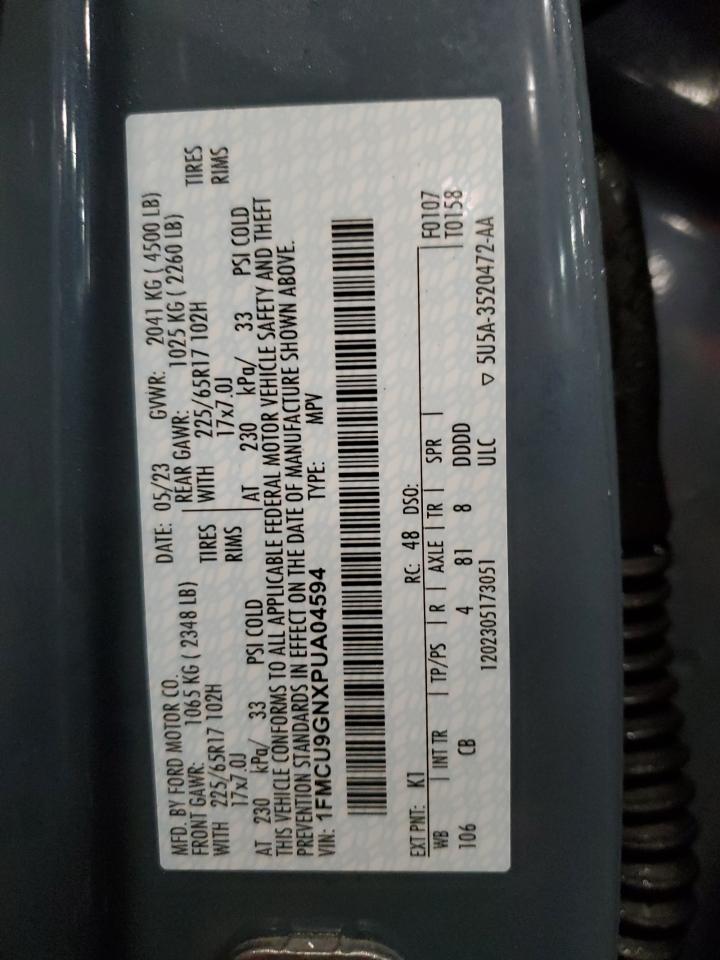 MFD. BY FORD MOTOR CO. DATE: 05/23 GVWR: 2041 KG ( 4500 LB)
FRONT GAWR: 1065 KG ( 2348 LB) REAR GAWR: 1025 KG ( 2260 LB)
WITH 225/65R17 102H TIRES WITH 225/65R17 102H TIRES
17x7.0J RIMS 17x7.0J RIMS
AT 230 kPa/ 33 PSI COLD AT 230 kPa/ 33 PSI COLD
THIS VEHICLE CONFORMS TO ALL APPLICABLE FEDERAL MOTOR VEHICLE SAFETY AND THEFT
PREVENTION STANDARDS IN EFFECT ON THE DATE OF MANUFACTURE SHOWN ABOVE.
VIN: 1FMCU9GNXPUA04594 TYPE: MPV
EXT PNT: K1 RC: 48 DSO: F0107
WB INT TR TP/PS R AXLE TR SPR T0158
106 CB 4 81 8 DDDD
1202305173051 ULC ▽ 5U5A-3520472-AA